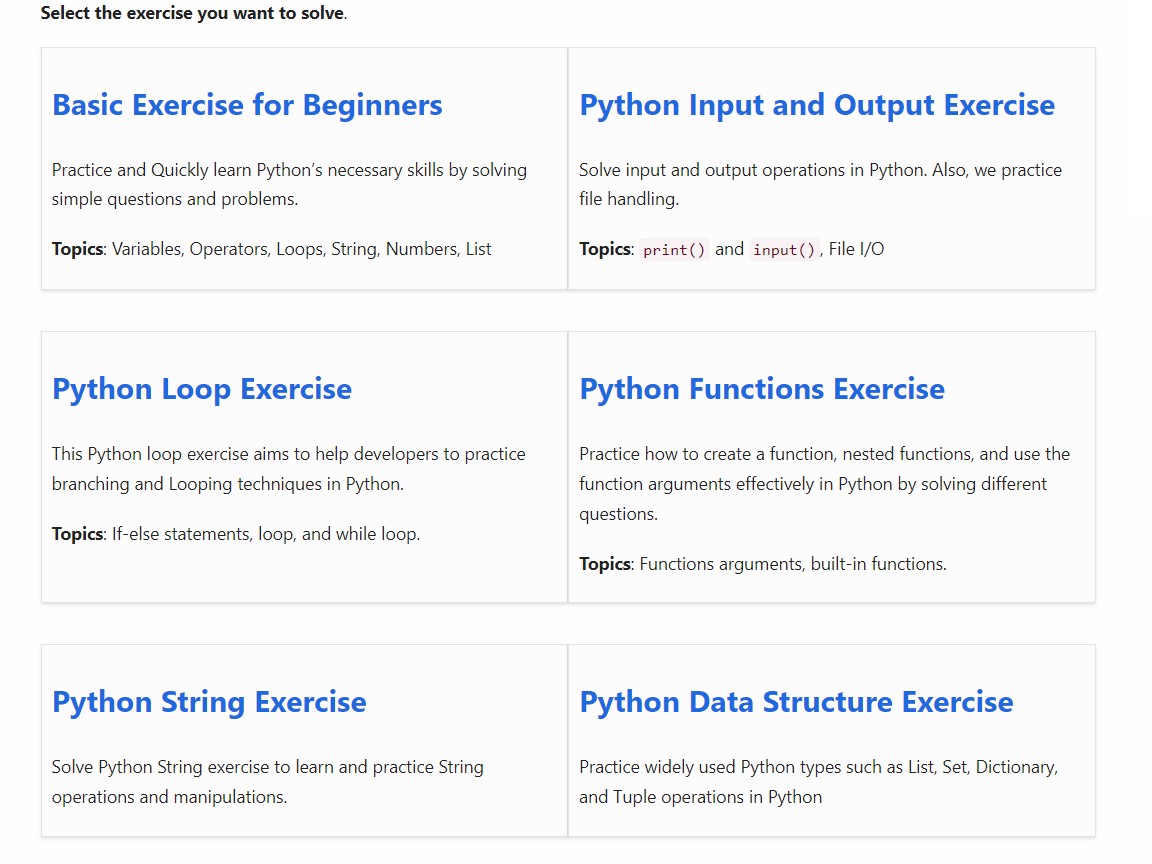 Select the exercise you want to solve.
Basic Exercise for Beginners
Practice and Quickly learn Python’s necessary skills by solving
simple questions and problems.
Topics: Variables, Operators, Loops, String, Numbers, List
Python Input and Output Exercise
Solve input and output operations in Python. Also, we practice
file handling.
Topics: print() and input(), File I/O
Python Loop Exercise
This Python loop exercise aims to help developers to practice
branching and Looping techniques in Python.
Topics: If-else statements, loop, and while loop.
Python Functions Exercise
Practice how to create a function, nested functions, and use the
function arguments effectively in Python by solving different
questions.
Topics: Functions arguments, built-in functions.
Python String Exercise
Solve Python String exercise to learn and practice String
operations and manipulations.
Python Data Structure Exercise
Practice widely used Python types such as List, Set, Dictionary,
and Tuple operations in Python